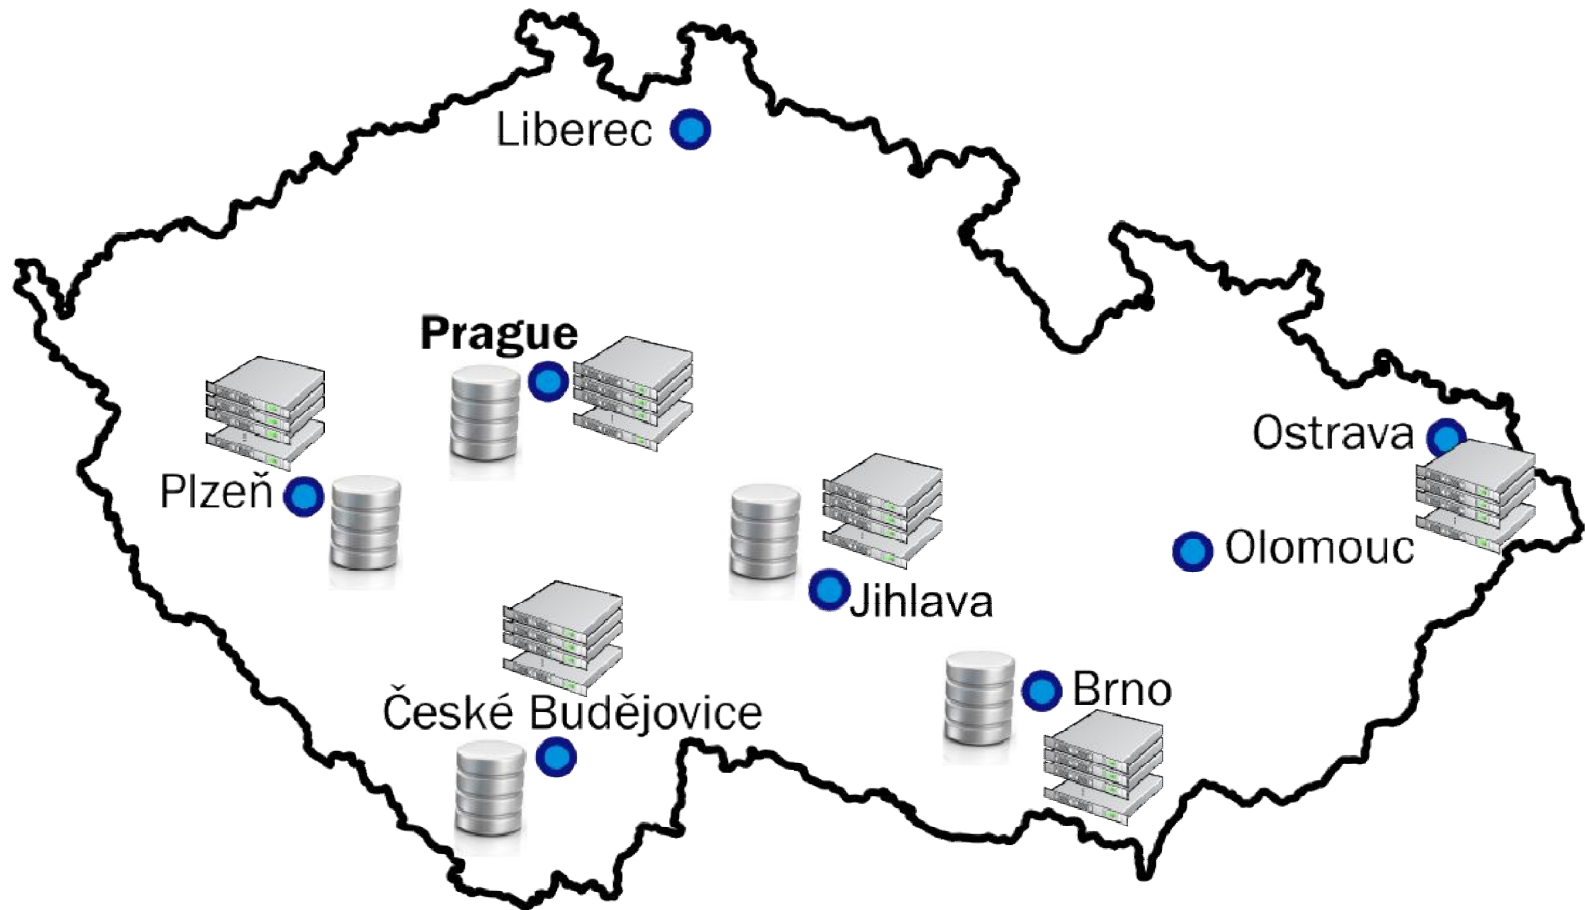 Liberec
Prague
Ostrava
Plzeň
Olomouc
Jihlava
Brno
České Budějovice